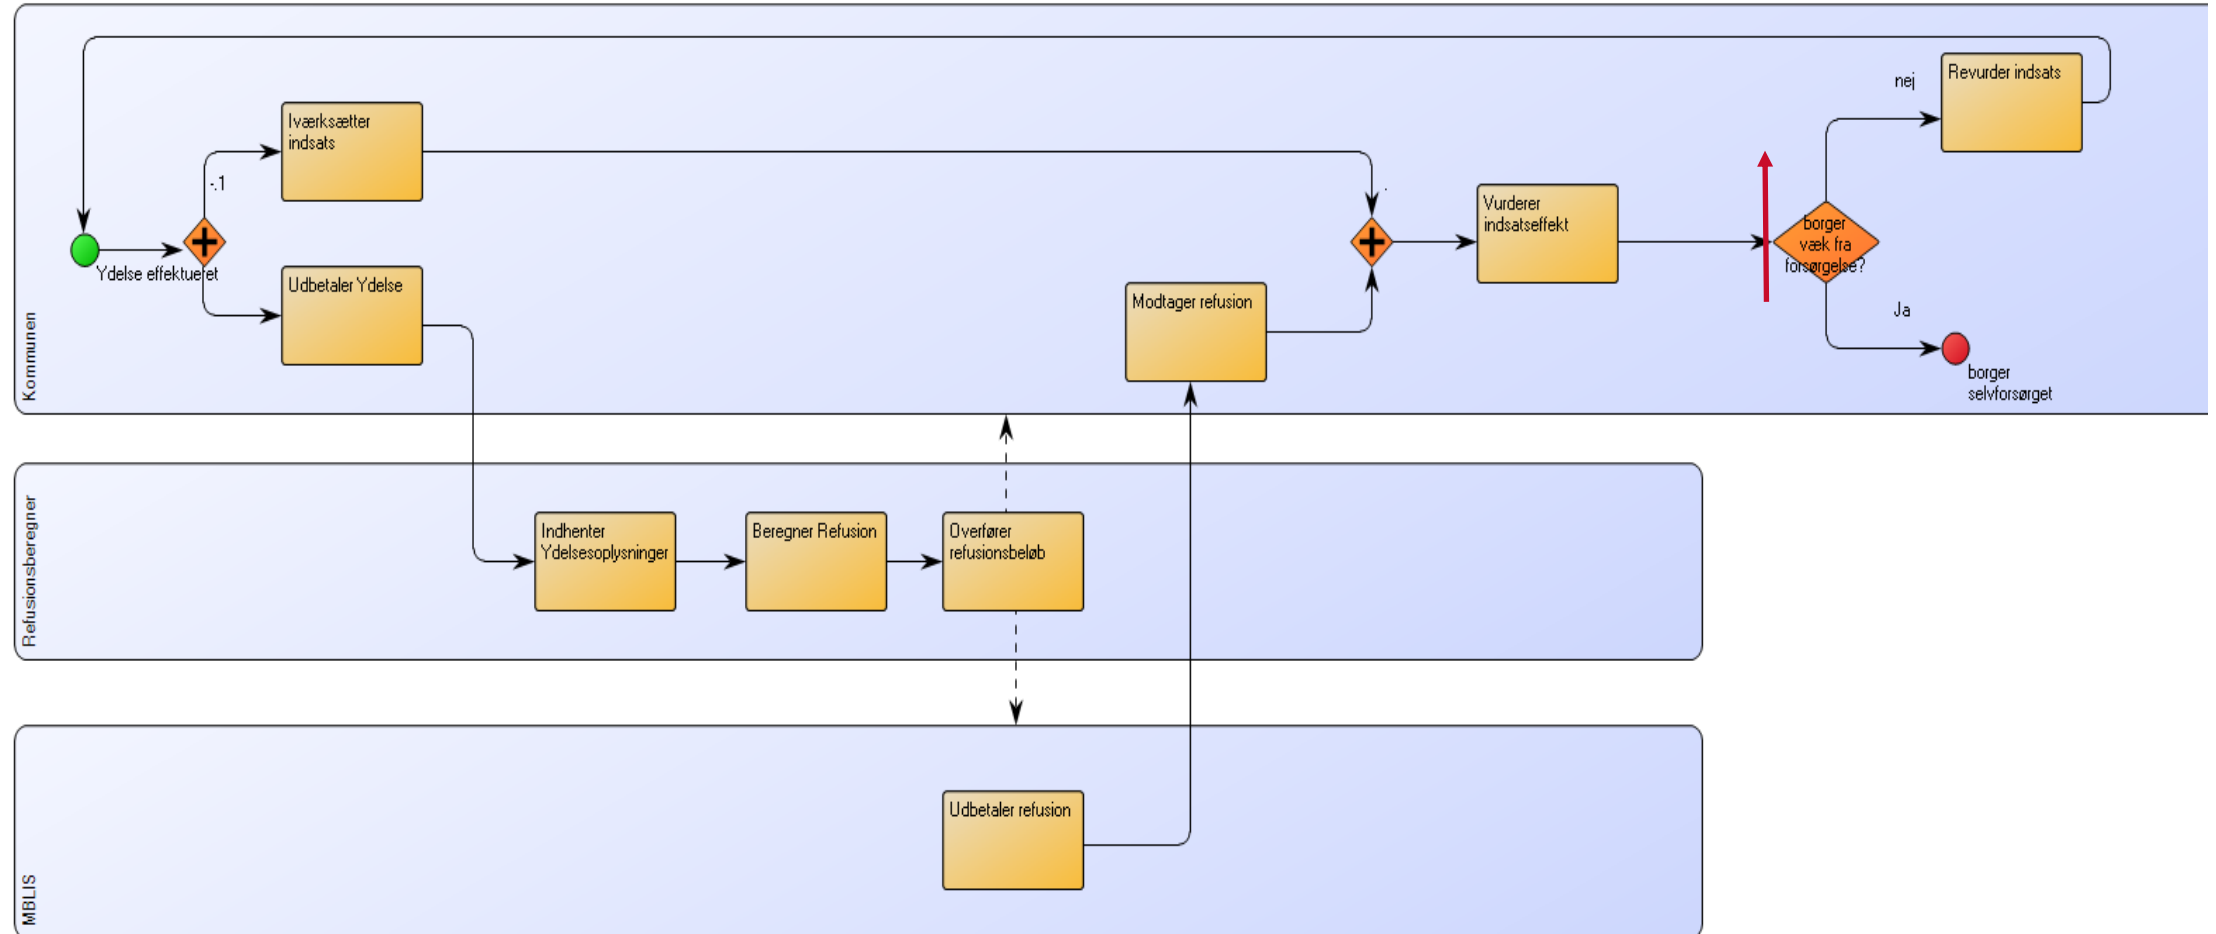 Kommunen
Ydelse effektueret
-.1
Iværksætter
indsats
Udbetaler Ydelse
Modtager refusion
.
Vurderer
indsatseffekt
borger
væk fra
forsørgelse?
nej
Revurder indsats
Ja
borger
selvforsørget
Refusionsberegner
Indhenter
Ydelsesoplysninger
Beregner Refusion
Overfører
refusionsbeløb
MBLIS
Udbetaler refusion